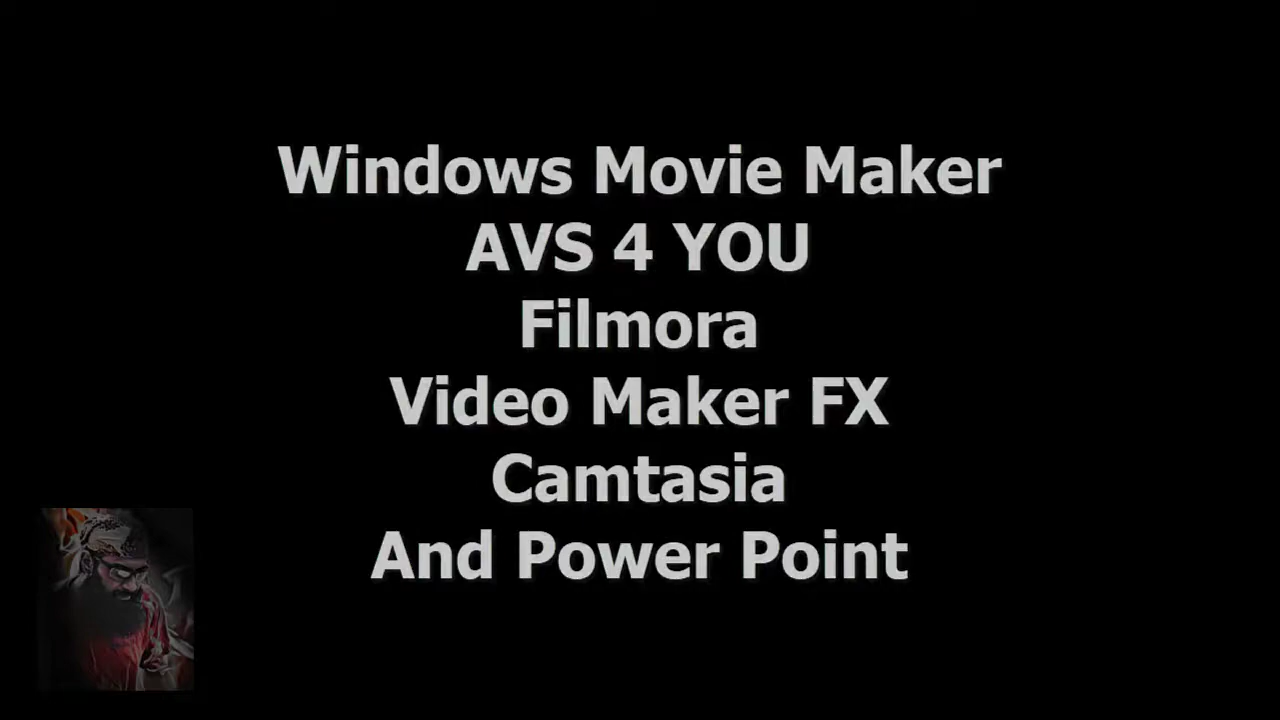 Windows Movie Maker
AVS 4 YOU
Filmora
Video Maker FX
Camtasia
And Power Point